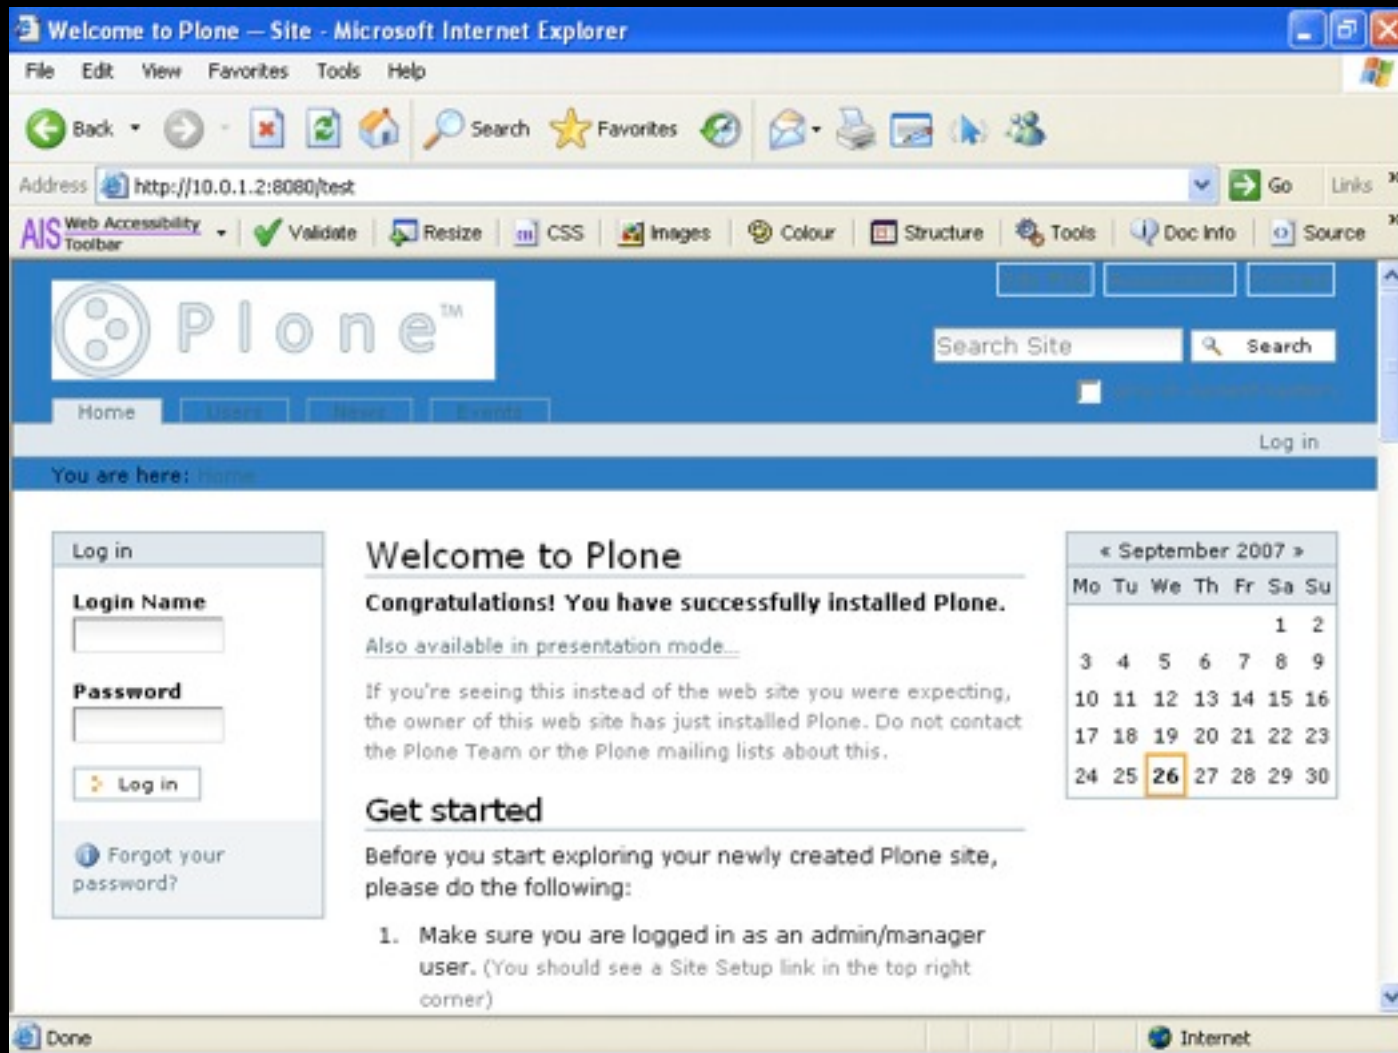 Welcome to Plone — Site - Microsoft Internet Explorer
File Edit View Favorites Tools Help
Back Search Favorites
Address http://10.0.1.2:8080/test Go Links »
AIS Web Accessibility Toolbar Validate Resize CSS Images Colour Structure Tools Doc Info Source »
Plone™
Search Site Search
Home Users News Events
Log in
You are here: Home
Log in
Login Name
Password
Log in
Forgot your
password?
Welcome to Plone
Congratulations! You have successfully installed Plone.
Also available in presentation mode...
If you're seeing this instead of the web site you were expecting,
the owner of this web site has just installed Plone. Do not contact
the Plone Team or the Plone mailing lists about this.
Get started
Before you start exploring your newly created Plone site,
please do the following:
1. Make sure you are logged in as an admin/manager
user. (You should see a Site Setup link in the top right
corner)
« September 2007 »
Mo Tu We Th Fr Sa Su
1 2
3 4 5 6 7 8 9
10 11 12 13 14 15 16
17 18 19 20 21 22 23
24 25 26 27 28 29 30
Done Internet